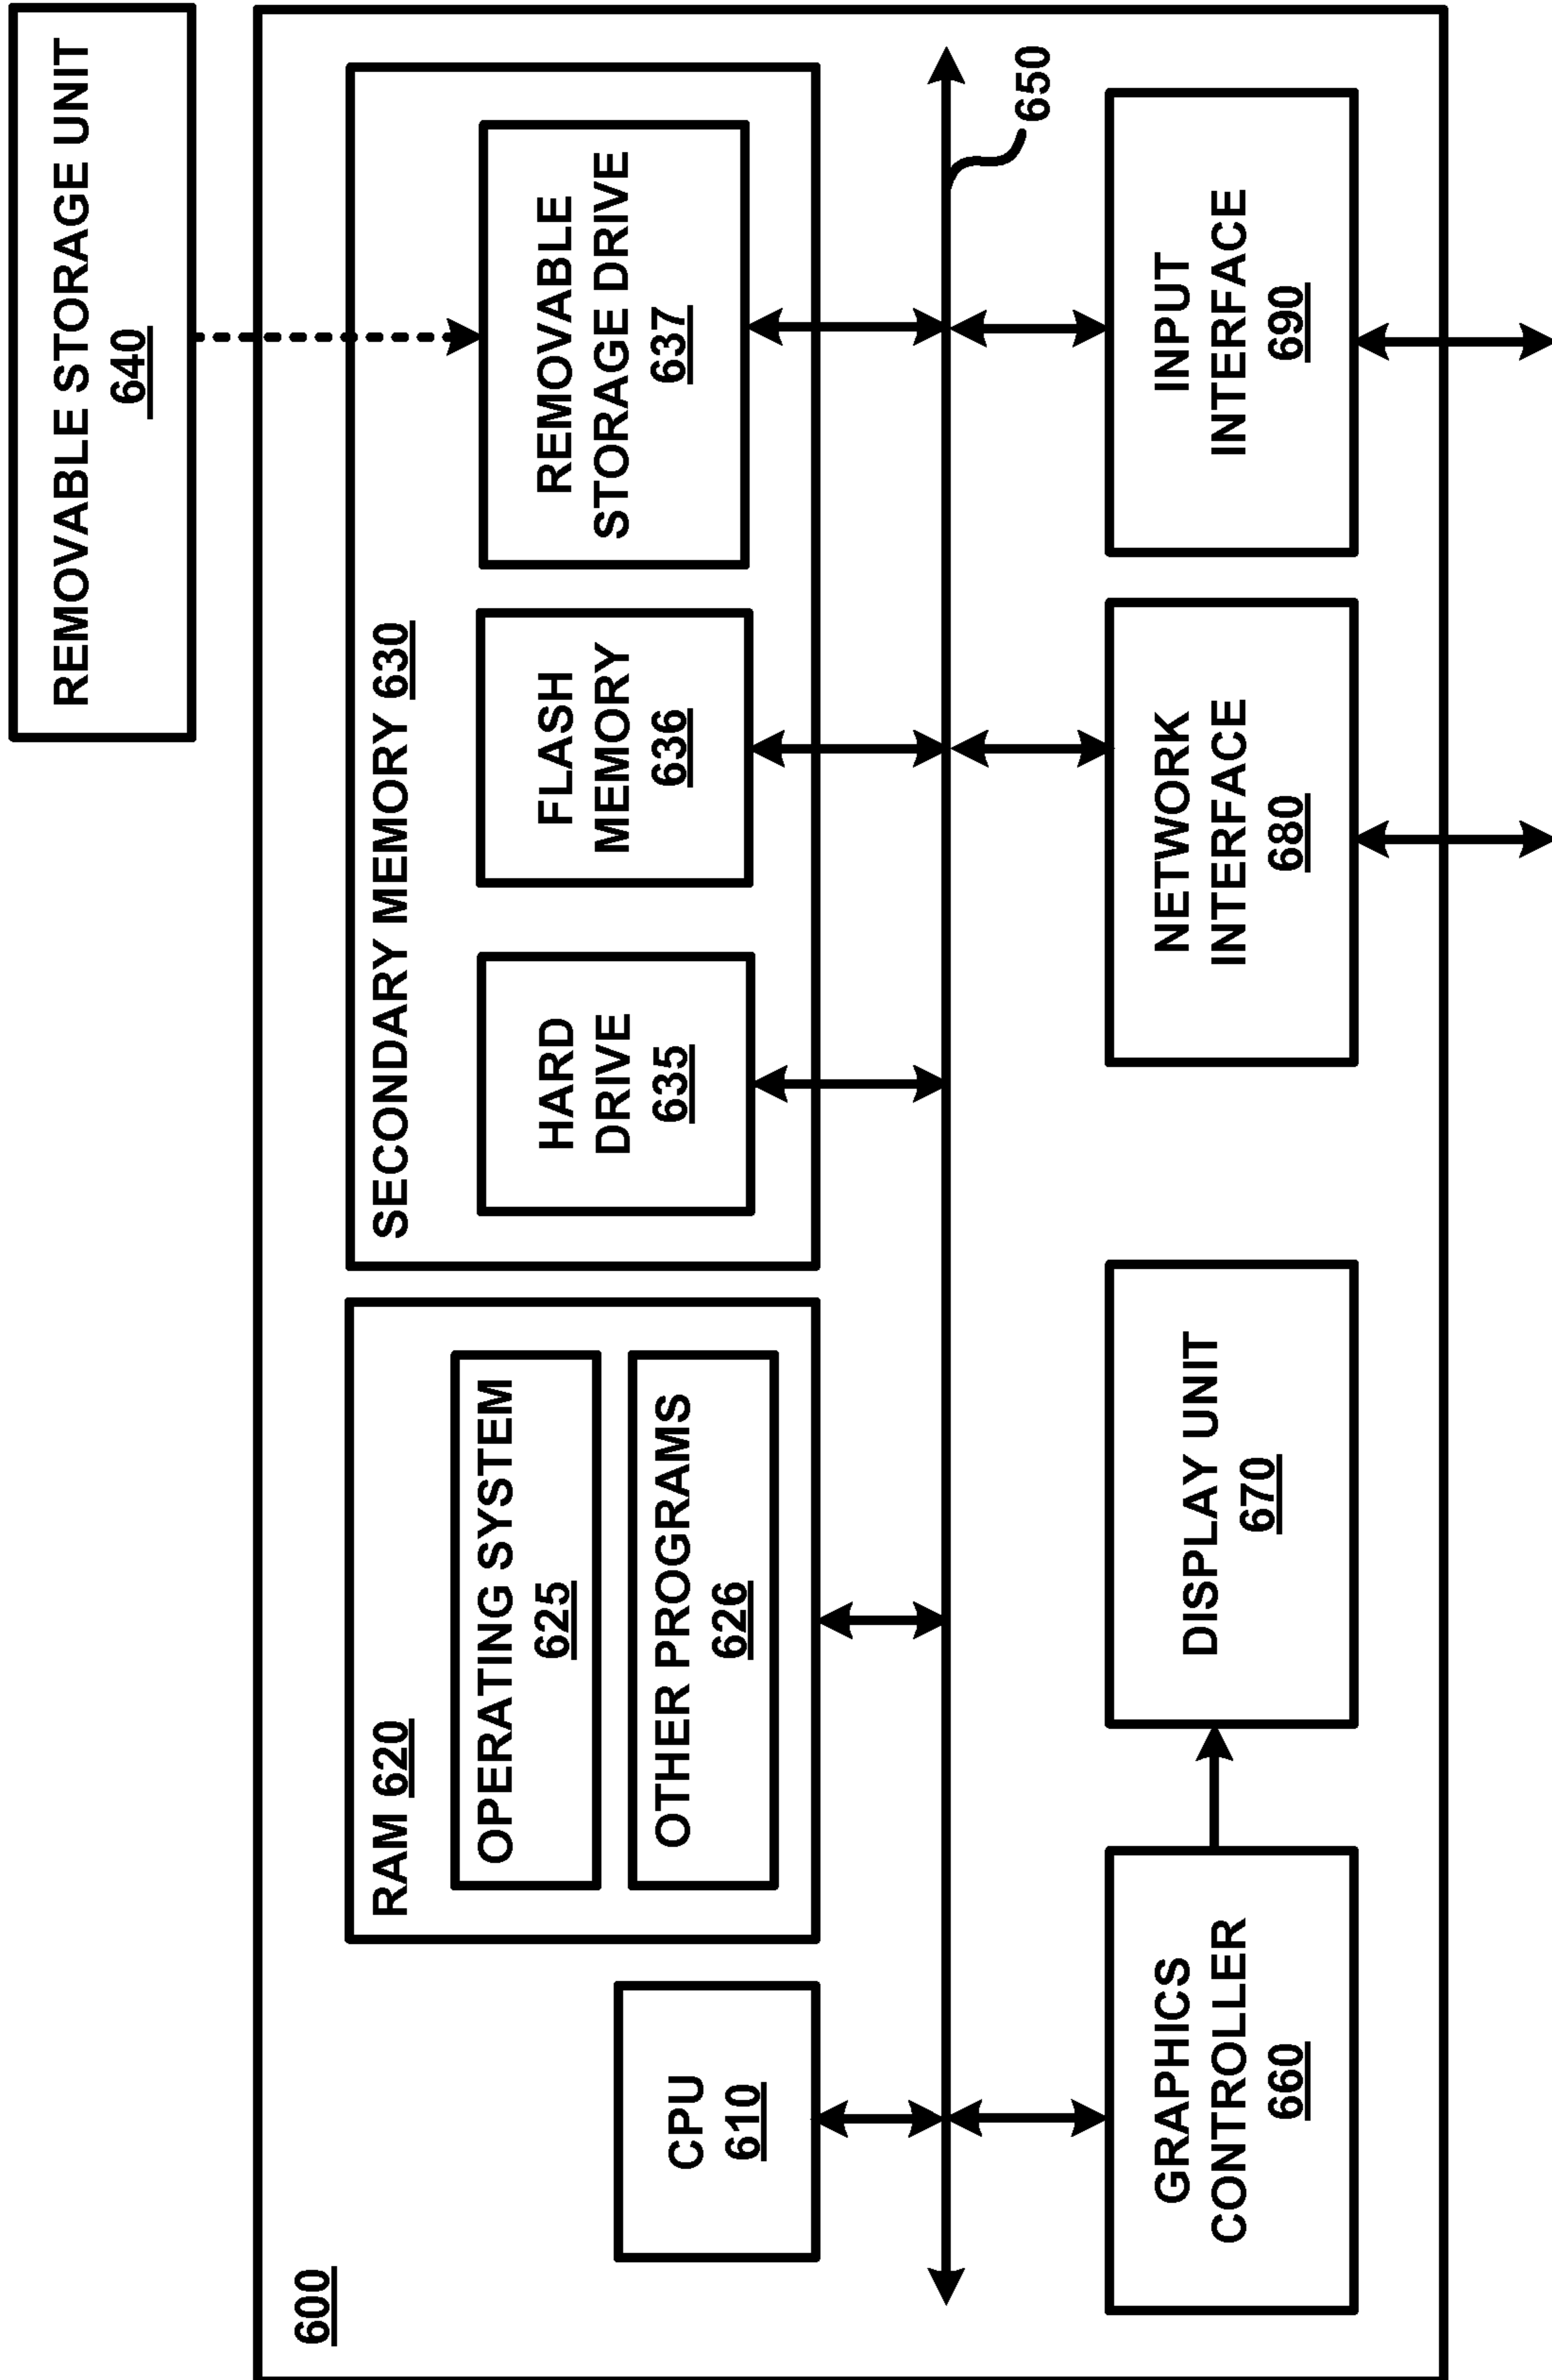 REMOVABLE STORAGE UNIT
640
600
RAM 620
OPERATING SYSTEM
625
OTHER PROGRAMS
626
SECONDARY MEMORY 630
HARD
DRIVE
635
FLASH
MEMORY
636
REMOVABLE
STORAGE DRIVE
637
CPU
610
650
GRAPHICS
CONTROLLER
660
DISPLAY UNIT
670
NETWORK
INTERFACE
680
INPUT
INTERFACE
690